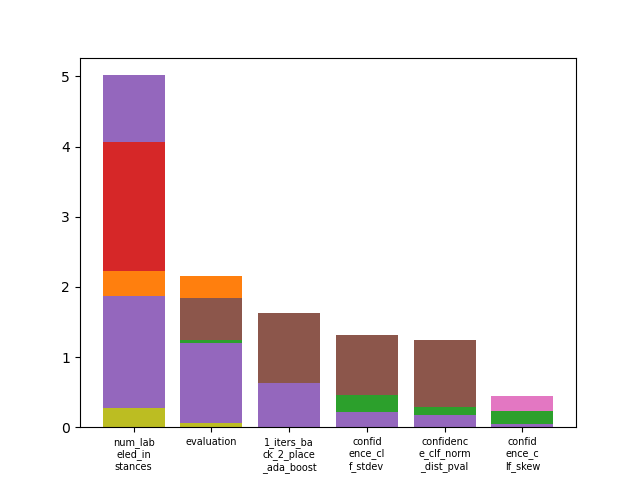 5
4
3
2
1
0
num_lab
eled_in
stances
evaluation
1_iters_ba
ck_2_place
_ada_boost
confid
ence_cl
f_stdev
confidenc
e_clf_norm
_dist_pval
confid
ence_c
lf_skew